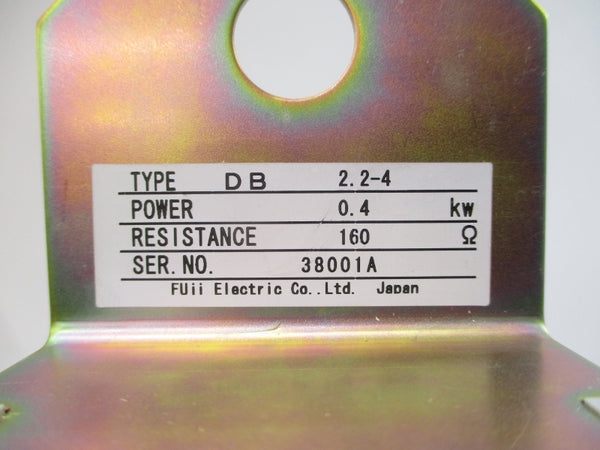 TYPE DB 2.2-4
POWER 0.4 kw
RESISTANCE 160 Ω
SER.NO. 38001A
FUji Electric Co.,Ltd. Japan